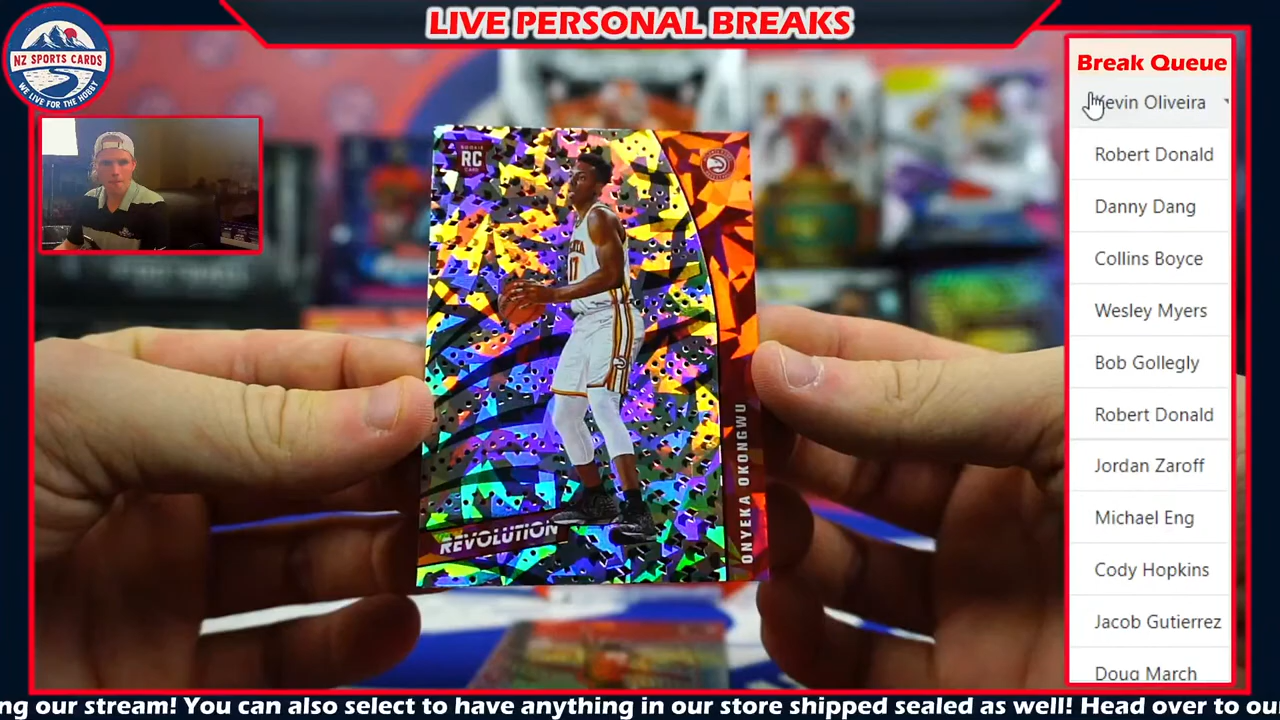 LIVE PERSONAL BREAKS
NZ SPORTS CARDS
WE LIVE FOR THE HOBBY
Break Queue
Kevin Oliveira
Robert Donald
Danny Dang
Collins Boyce
Wesley Myers
Bob Gollegly
Robert Donald
Jordan Zaroff
Michael Eng
Cody Hopkins
Jacob Gutierrez
Doug March
ROOKIE
RC
CARD
REVOLUTION
ONYEKA OKONGWU
ng our stream! You can also select to have anything in our store shipped sealed as well! Head over to ou